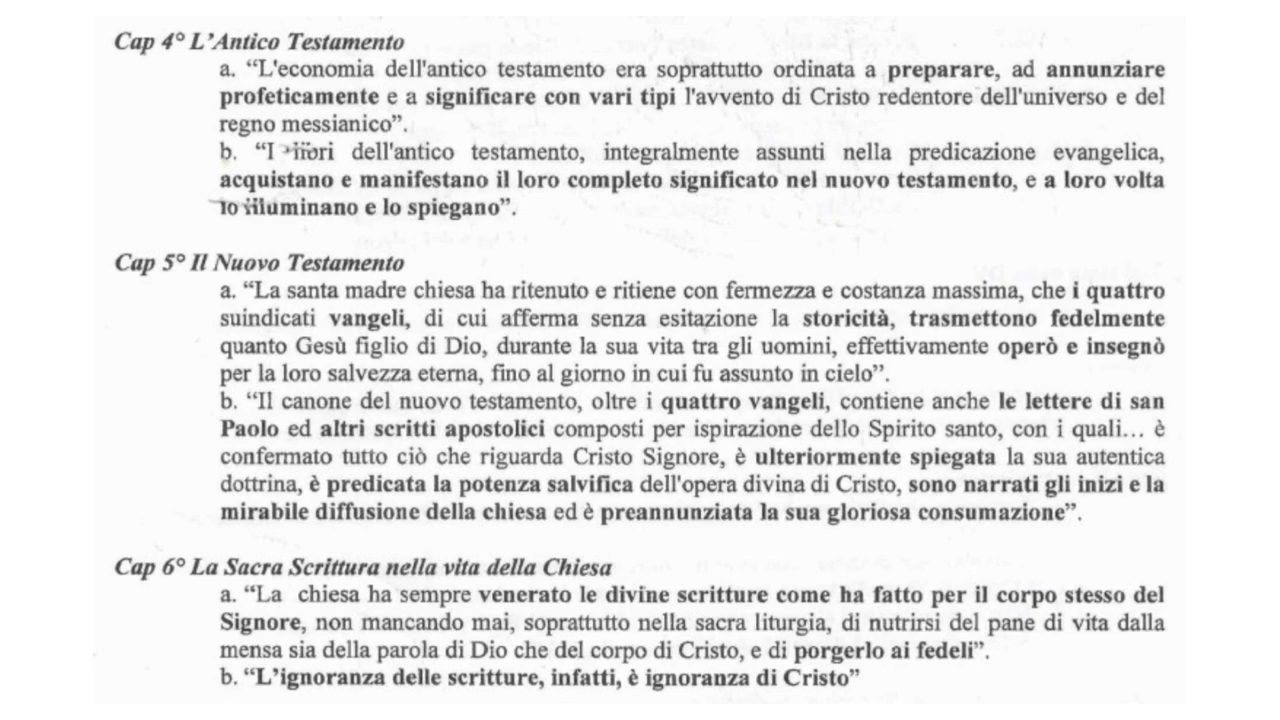 Cap 4° L’Antico Testamento
a. “L'economia dell'antico testamento era soprattutto ordinata a preparare, ad annunziare
profeticamente e a significare con vari tipi l'avvento di Cristo redentore dell'universo e del
regno messianico”.
b. “I libri dell'antico testamento, integralmente assunti nella predicazione evangelica,
acquistano e manifestano il loro completo significato nel nuovo testamento, e a loro volta
lo illuminano e lo spiegano”.
Cap 5° Il Nuovo Testamento
a. “La santa madre chiesa ha ritenuto e ritiene con fermezza e costanza massima, che i quattro
suindicati vangeli, di cui afferma senza esitazione la storicità, trasmettono fedelmente
quanto Gesù figlio di Dio, durante la sua vita tra gli uomini, effettivamente operò e insegnò
per la loro salvezza eterna, fino al giorno in cui fu assunto in cielo”.
b. “Il canone del nuovo testamento, oltre i quattro vangeli, contiene anche le lettere di san
Paolo ed altri scritti apostolici composti per ispirazione dello Spirito santo, con i quali… è
confermato tutto ciò che riguarda Cristo Signore, è ulteriormente spiegata la sua autentica
dottrina, è predicata la potenza salvifica dell'opera divina di Cristo, sono narrati gli inizi e la
mirabile diffusione della chiesa ed è preannunziata la sua gloriosa consumazione”.
Cap 6° La Sacra Scrittura nella vita della Chiesa
a. “La chiesa ha sempre venerato le divine scritture come ha fatto per il corpo stesso del
Signore, non mancando mai, soprattutto nella sacra liturgia, di nutrirsi del pane di vita dalla
mensa sia della parola di Dio che del corpo di Cristo, e di porgerlo ai fedeli”.
b. “L’ignoranza delle scritture, infatti, è ignoranza di Cristo”